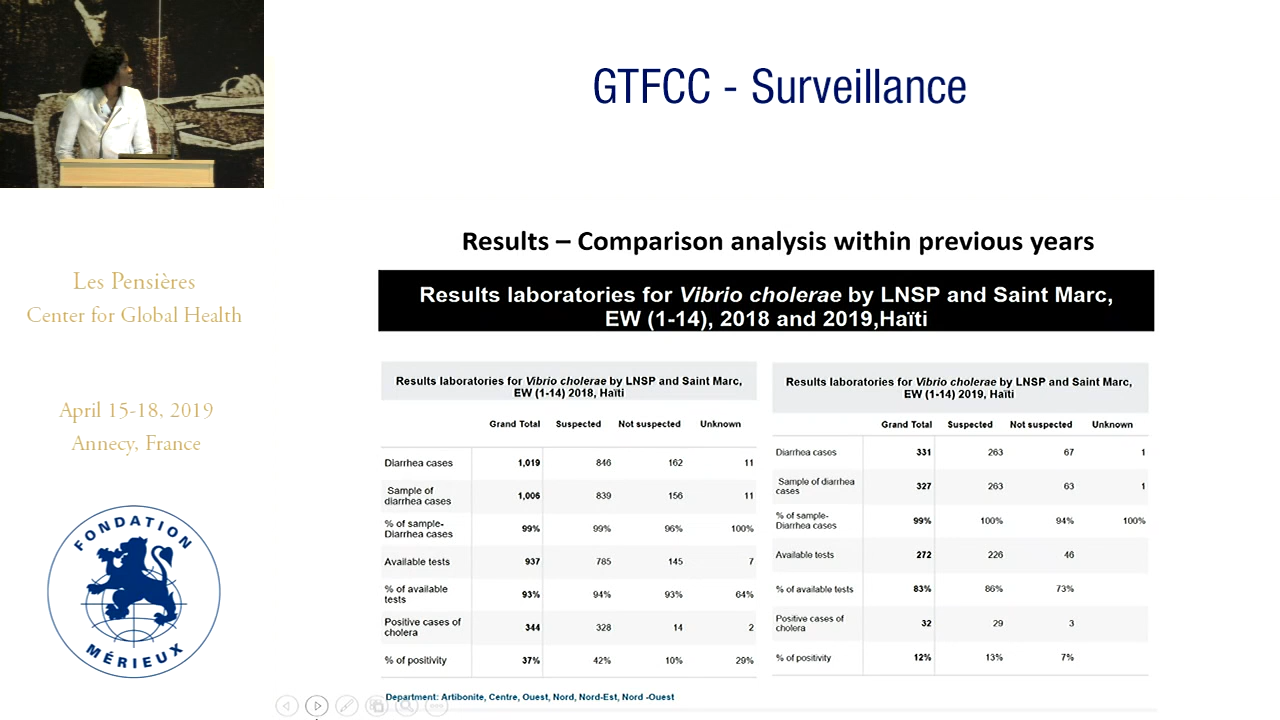 GTFCC - Surveillance
Les Pensières
Center for Global Health
April 15-18, 2019
Annecy, France
FONDATION
MÉRIEUX
Results – Comparison analysis within previous years
Results laboratories for Vibrio cholerae by LNSP and Saint Marc,
EW (1-14), 2018 and 2019,Haïti
Results laboratories for Vibrio cholerae by LNSP and Saint Marc,
EW (1-14) 2018, Haïti
Grand Total Suspected Not suspected Unknown
Diarrhea cases 1,019 846 162 11
Sample of
diarrhea cases 1,006 839 156 11
% of sample-
Diarrhea cases 99% 99% 96% 100%
Available tests 937 785 145 7
% of available
tests 93% 94% 93% 64%
Positive cases of
cholera 344 328 14 2
% of positivity 37% 42% 10% 29%
Results laboratories for Vibrio cholerae by LNSP and Saint Marc,
EW (1-14) 2019, Haïti
Grand Total Suspected Not suspected Unknown
Diarrhea cases 331 263 67 1
Sample of diarrhea
cases 327 263 63 1
% of sample-
Diarrhea cases 99% 100% 94% 100%
Available tests 272 226 46
% of available tests 83% 86% 73%
Positive cases of
cholera 32 29 3
% of positivity 12% 13% 7%
Department: Artibonite, Centre, Ouest, Nord, Nord-Est, Nord -Ouest